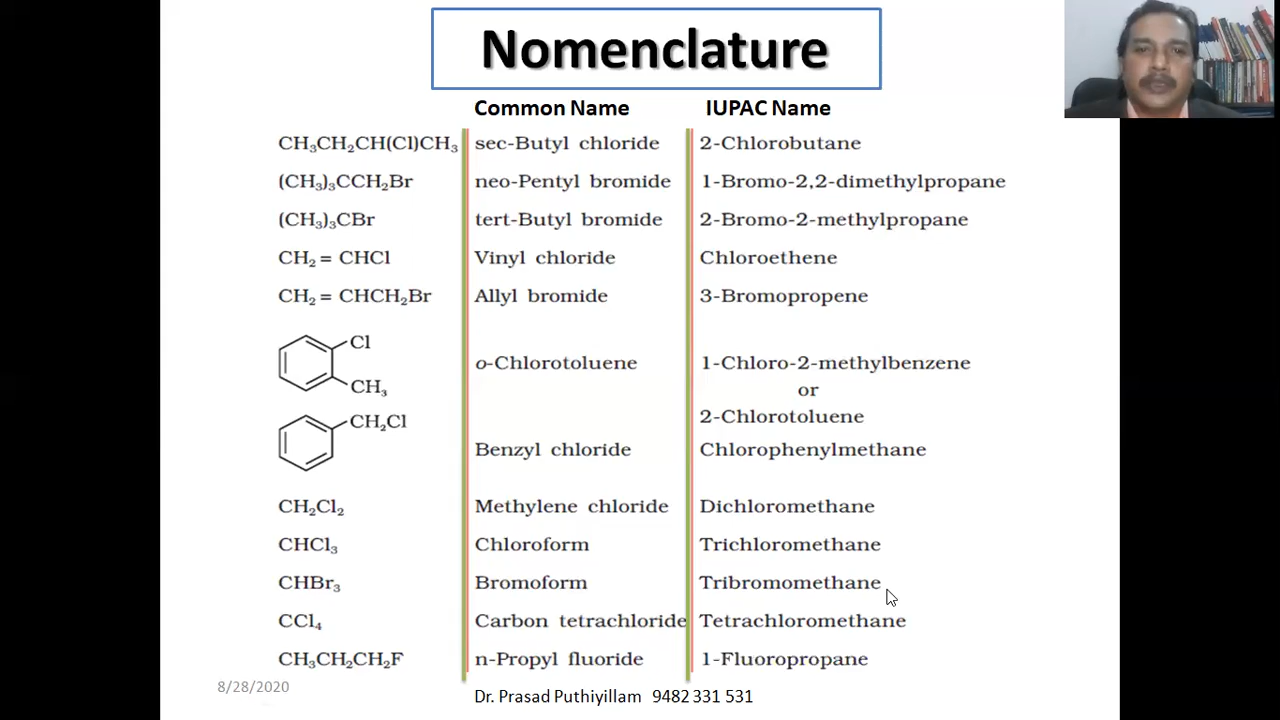 Nomenclature
Common Name IUPAC Name
CH₃CH₂CH(Cl)CH₃ sec-Butyl chloride 2-Chlorobutane
(CH₃)₃CCH₂Br neo-Pentyl bromide 1-Bromo-2,2-dimethylpropane
(CH₃)₃CBr tert-Butyl bromide 2-Bromo-2-methylpropane
CH₂ = CHCl Vinyl chloride Chloroethene
CH₂ = CHCH₂Br Allyl bromide 3-Bromopropene
Cl
o-Chlorotoluene 1-Chloro-2-methylbenzene
CH₃ or
CH₂Cl 2-Chlorotoluene
Benzyl chloride Chlorophenylmethane
CH₂Cl₂ Methylene chloride Dichloromethane
CHCl₃ Chloroform Trichloromethane
CHBr₃ Bromoform Tribromomethane
CCl₄ Carbon tetrachloride Tetrachloromethane
CH₃CH₂CH₂F n-Propyl fluoride 1-Fluoropropane
8/28/2020 Dr. Prasad Puthiyillam 9482 331 531